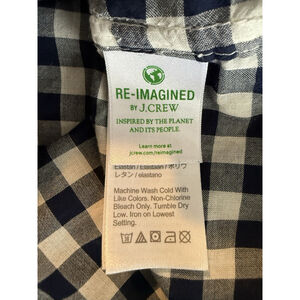 RE-IMAGINED
BY J.CREW
INSPIRED BY THE PLANET
AND ITS PEOPLE.
Learn more at
jcrew.com/reimagined
Elastan / Elastaan / ポリウ
レタン / elastano
Machine Wash Cold With
Like Colors. Non-Chlorine
Bleach Only. Tumble Dry
Low. Iron on Lowest
Setting.